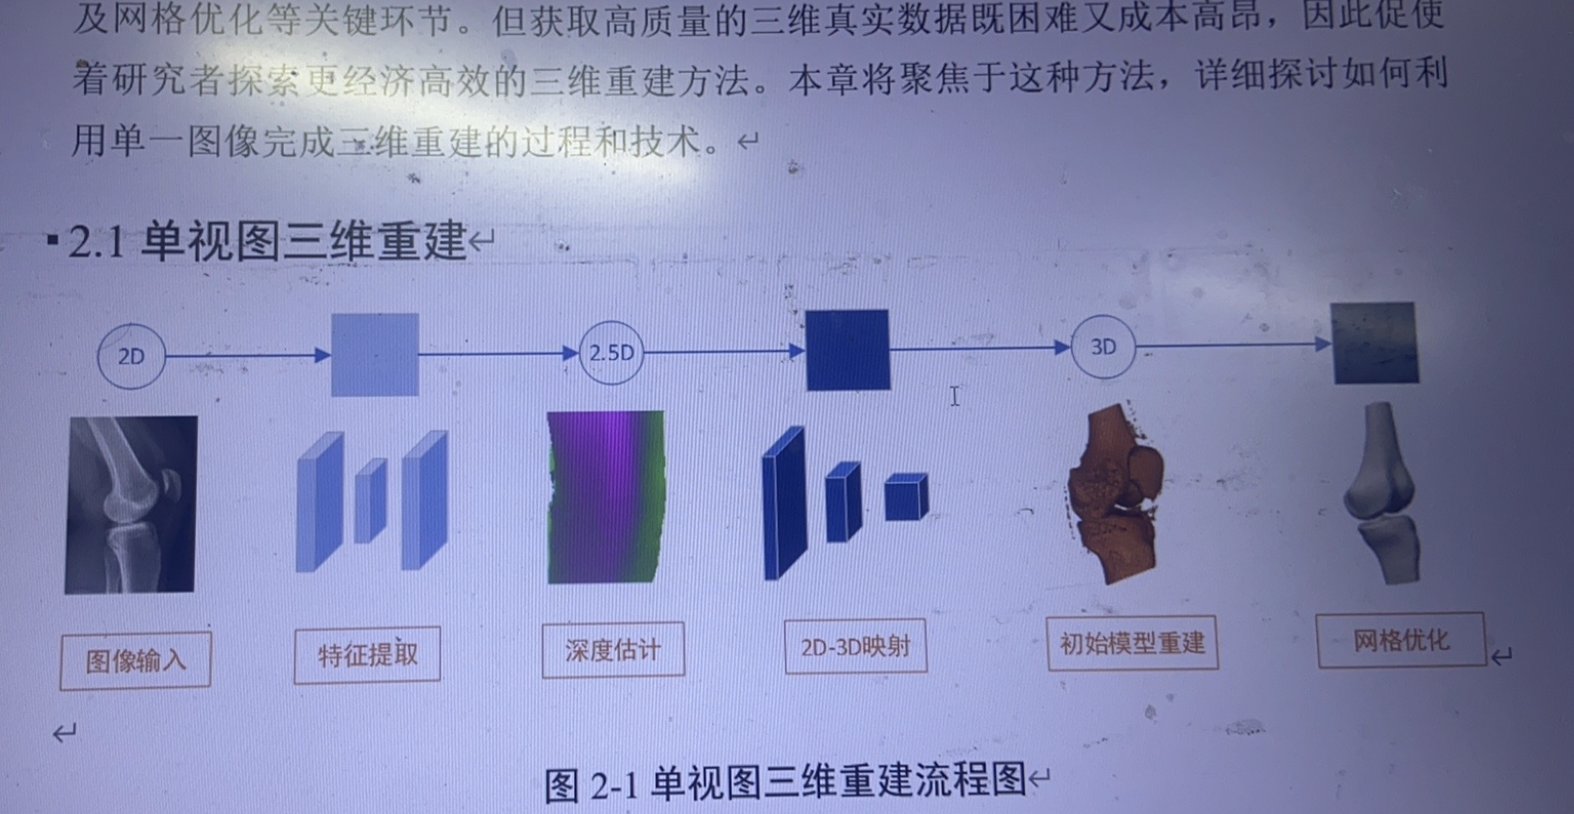 及网格优化等关键环节。但获取高质量的三维真实数据既困难又成本高昂，因此促使
着研究者探索更经济高效的三维重建方法。本章将聚焦于这种方法，详细探讨如何利
用单一图像完成三维重建的过程和技术。
2.1 单视图三维重建
2D
2.5D
3D
图像输入
特征提取
深度估计
2D-3D映射
初始模型重建
网格优化
图 2-1 单视图三维重建流程图